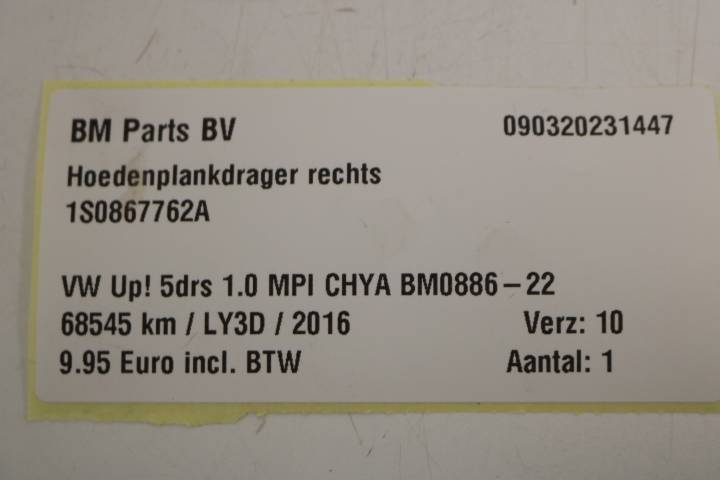 BM Parts BV 090320231447
Hoedenplankdrager rechts
1S0867762A
VW Up! 5drs 1.0 MPI CHYA BM0886-22
68545 km / LY3D / 2016 Verz: 10
9.95 Euro incl. BTW Aantal: 1